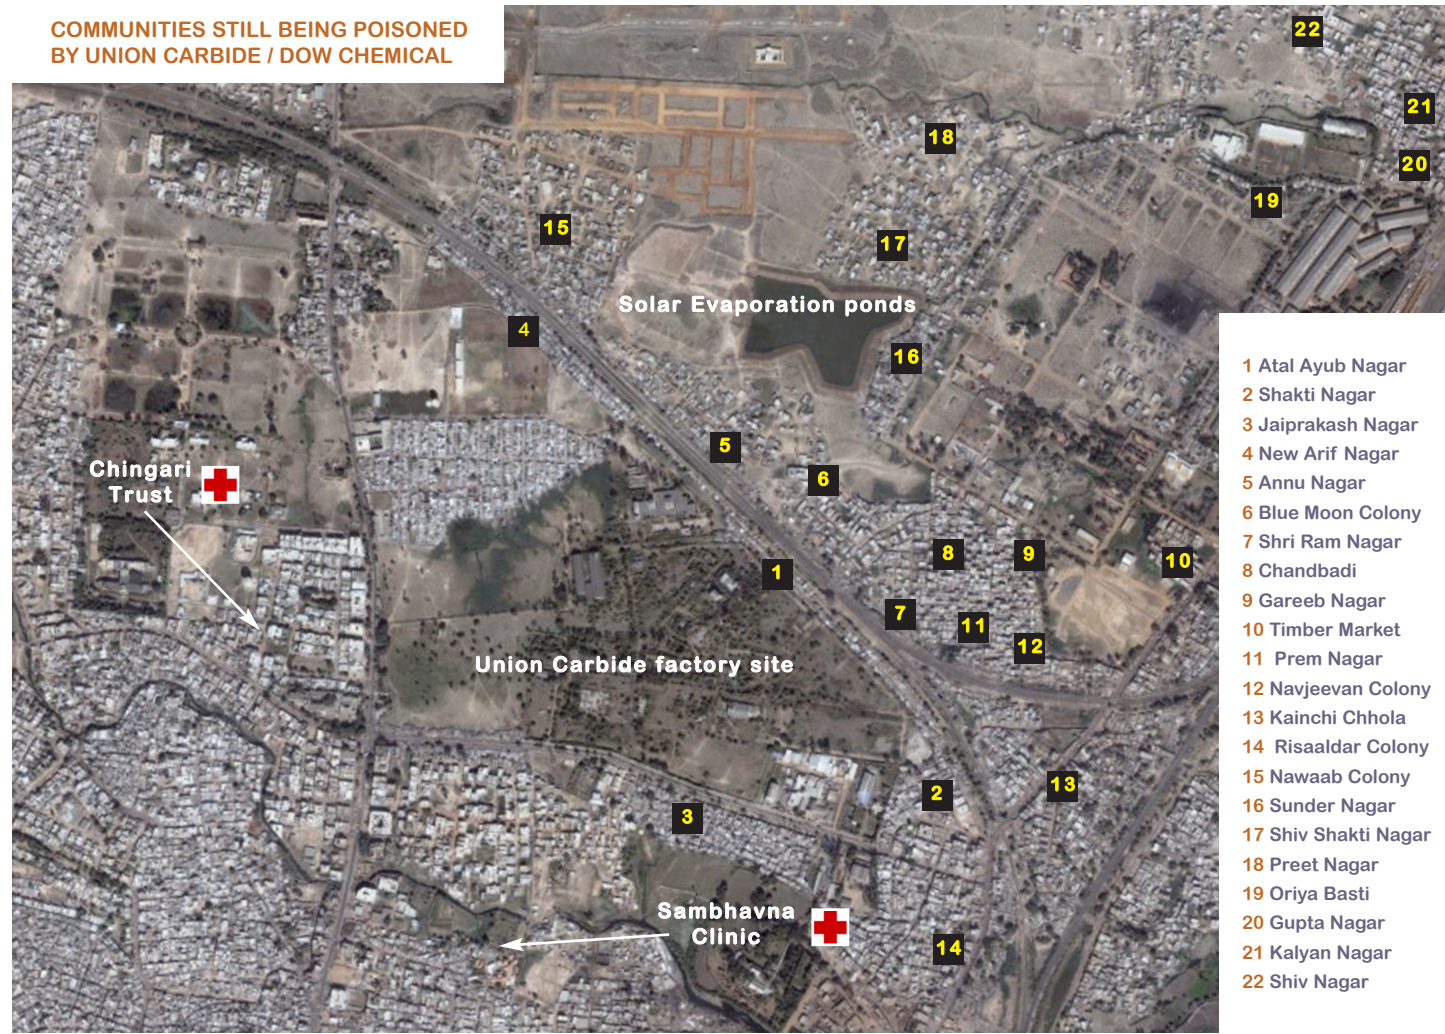 COMMUNITIES STILL BEING POISONED
BY UNION CARBIDE / DOW CHEMICAL
22
21
18
20
19
15
17
Solar Evaporation ponds
4
16
5
Chingari
Trust
6
8
9
10
1
7
11
12
Union Carbide factory site
13
2
3
Sambhavna
Clinic
14
1 Atal Ayub Nagar
2 Shakti Nagar
3 Jaiprakash Nagar
4 New Arif Nagar
5 Annu Nagar
6 Blue Moon Colony
7 Shri Ram Nagar
8 Chandbadi
9 Gareeb Nagar
10 Timber Market
11 Prem Nagar
12 Navjeevan Colony
13 Kainchi Chhola
14 Risaaldar Colony
15 Nawaab Colony
16 Sunder Nagar
17 Shiv Shakti Nagar
18 Preet Nagar
19 Oriya Basti
20 Gupta Nagar
21 Kalyan Nagar
22 Shiv Nagar